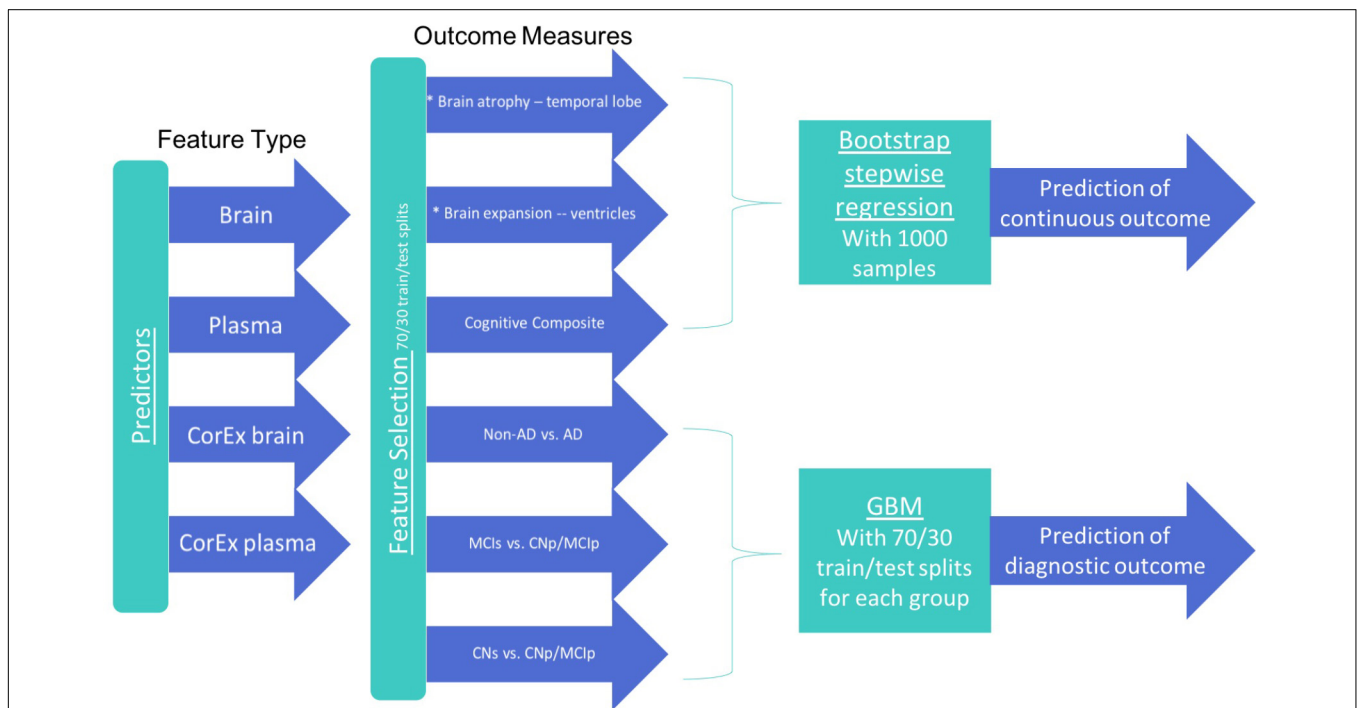 Outcome Measures
Feature Type
Predictors
Brain
Plasma
CorEx brain
CorEx plasma
Feature Selection 70/30 train/test splits
* Brain atrophy – temporal lobe
* Brain expansion -- ventricles
Cognitive Composite
Non-AD vs. AD
MCIs vs. CNp/MCIp
CNs vs. CNp/MCIp
Bootstrap
stepwise
regression
With 1000
samples
Prediction of
continuous outcome
GBM
With 70/30
train/test splits
for each group
Prediction of
diagnostic outcome